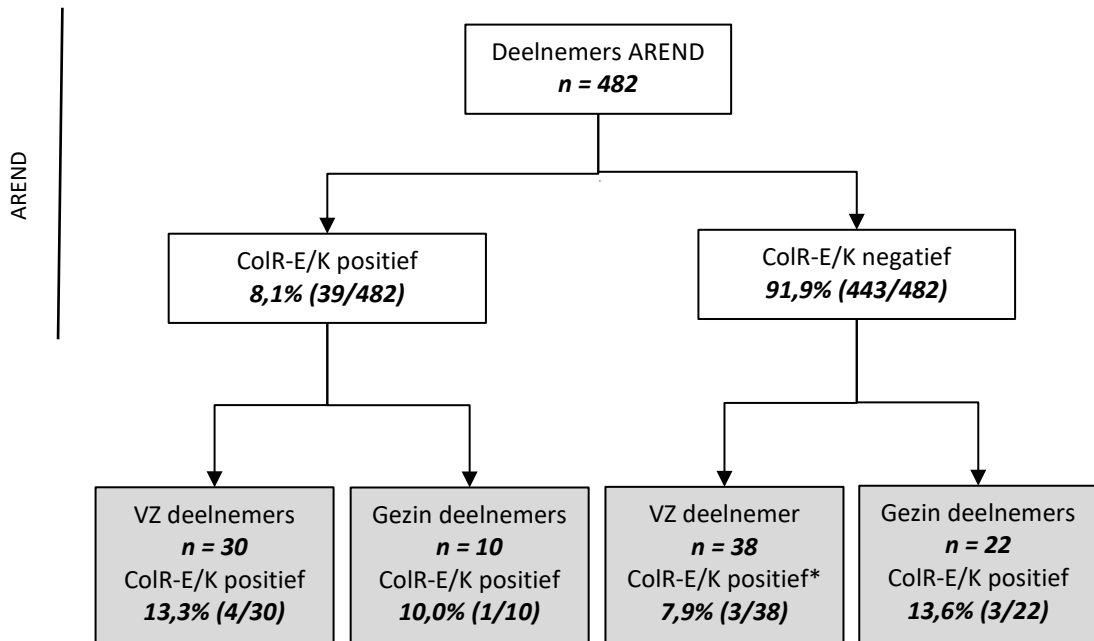 AREND
Deelnemers AREND
n = 482
ColR-E/K positief
8,1% (39/482)
ColR-E/K negatief
91,9% (443/482)
VZ deelnemers
n = 30
ColR-E/K positief
13,3% (4/30)
Gezin deelnemers
n = 10
ColR-E/K positief
10,0% (1/10)
VZ deelnemer
n = 38
ColR-E/K positief*
7,9% (3/38)
Gezin deelnemers
n = 22
ColR-E/K positief
13,6% (3/22)